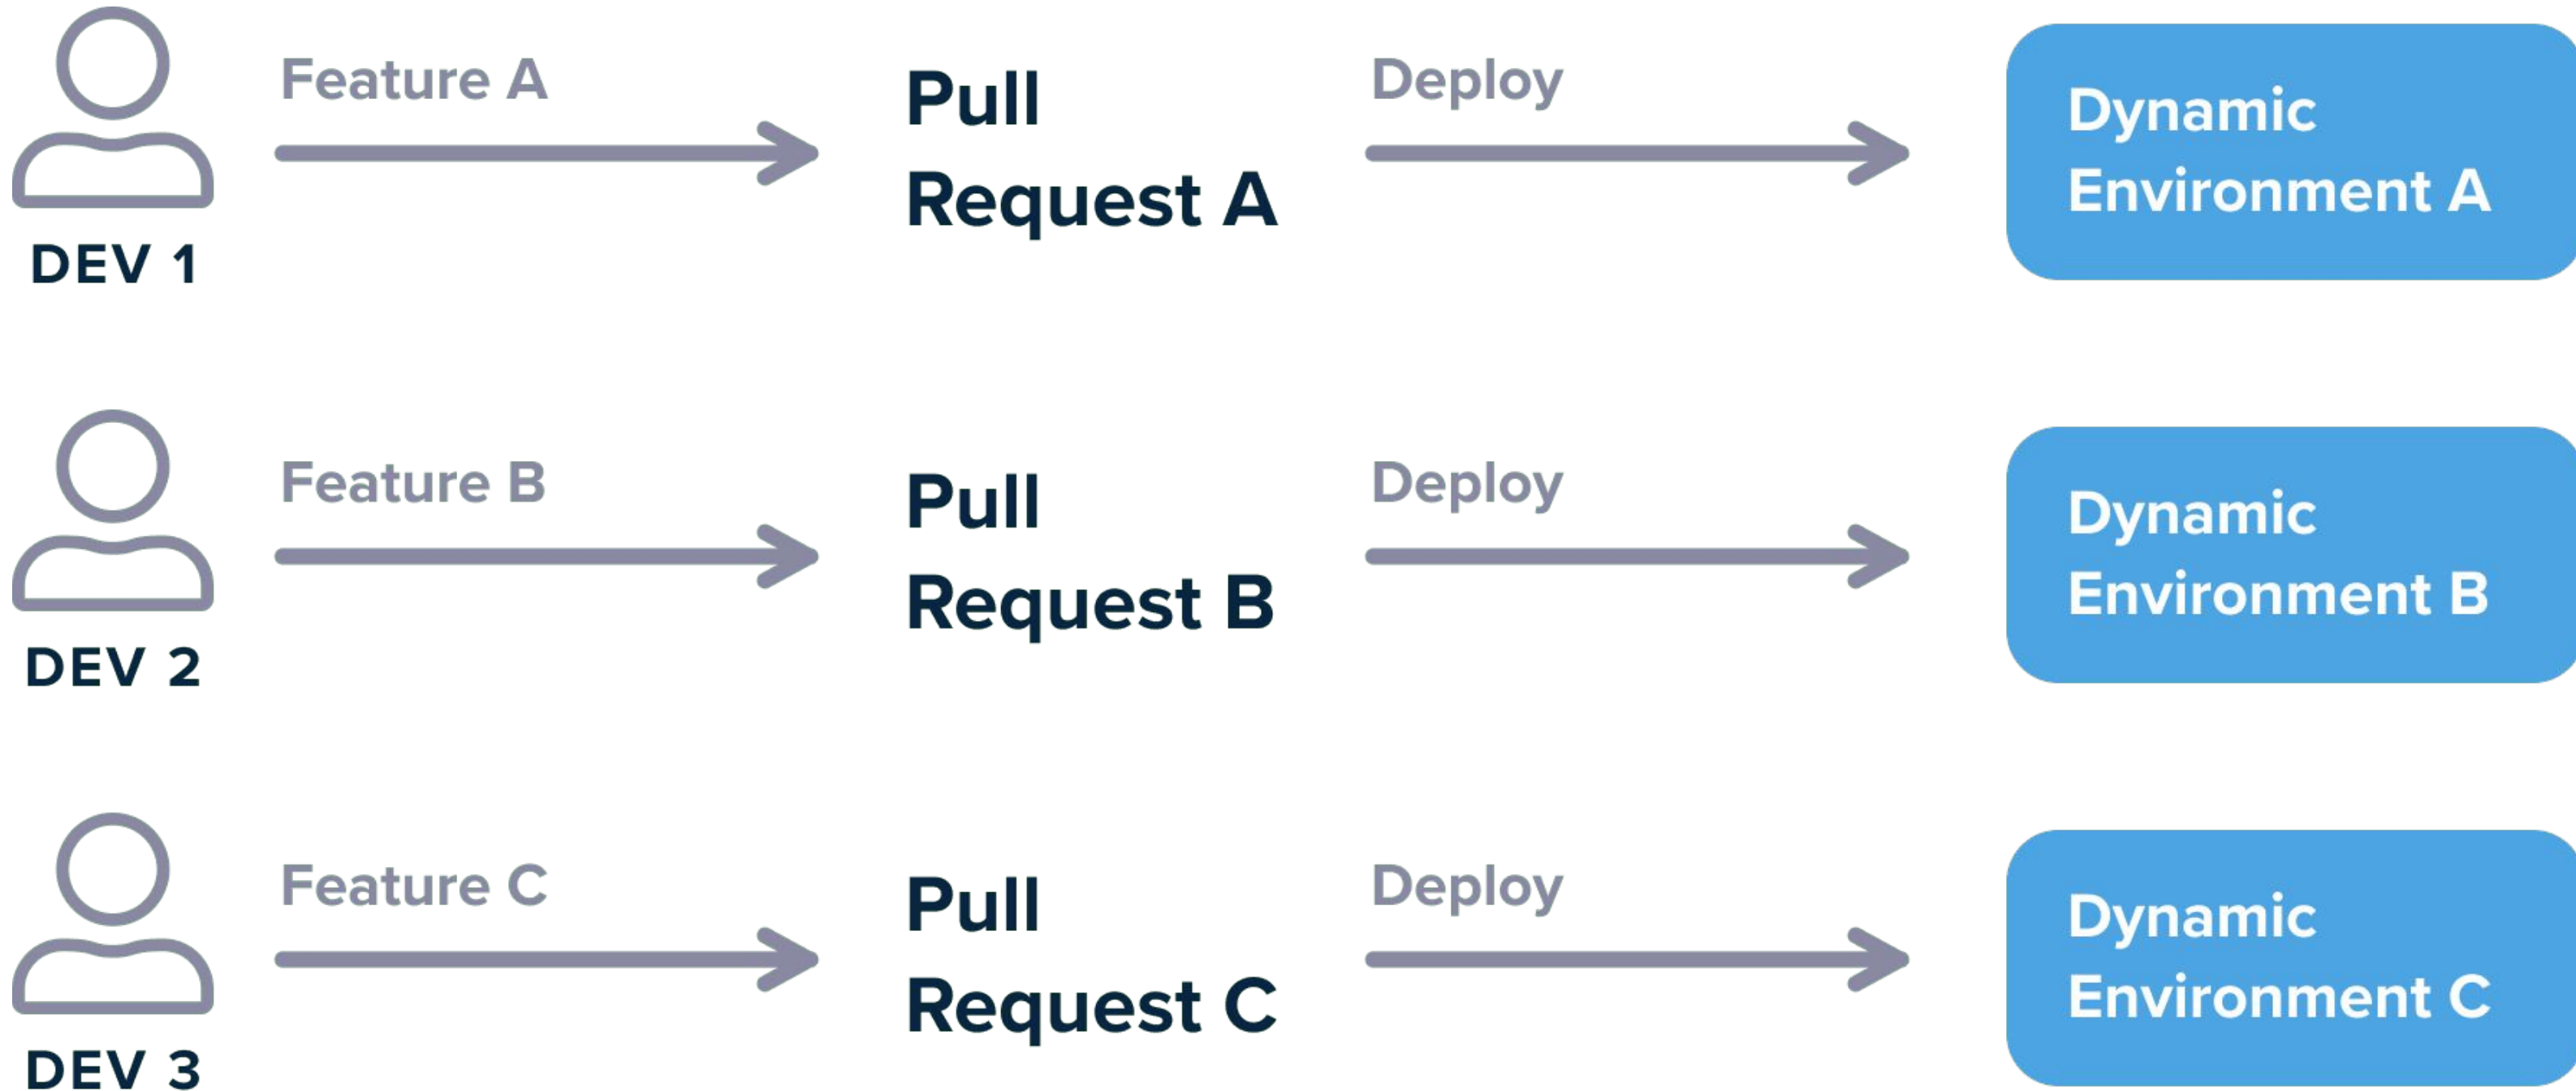 Feature A
Pull
Request A
Deploy
Dynamic
Environment A
DEV 1
Feature B
Pull
Request B
Deploy
Dynamic
Environment B
DEV 2
Feature C
Pull
Request C
Deploy
Dynamic
Environment C
DEV 3